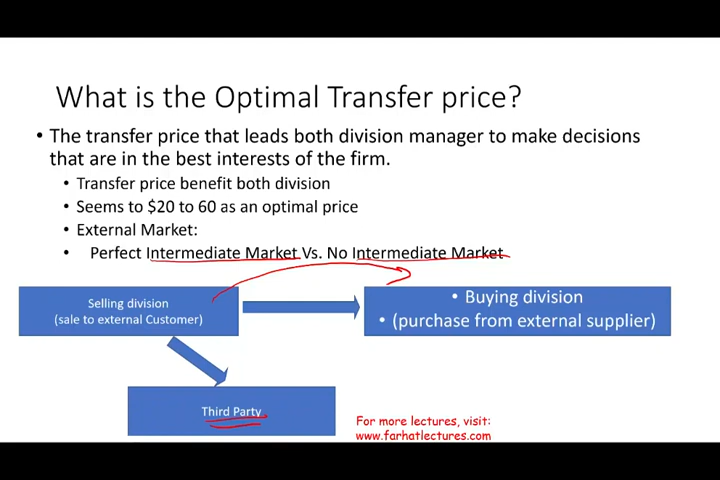 What is the Optimal Transfer price?
• The transfer price that leads both division manager to make decisions
that are in the best interests of the firm.
• Transfer price benefit both division
• Seems to $20 to 60 as an optimal price
• External Market:
• Perfect Intermediate Market Vs. No Intermediate Market
Selling division
(sale to external Customer)
• Buying division
• (purchase from external supplier)
Third Party
For more lectures, visit:
www.farhatlectures.com